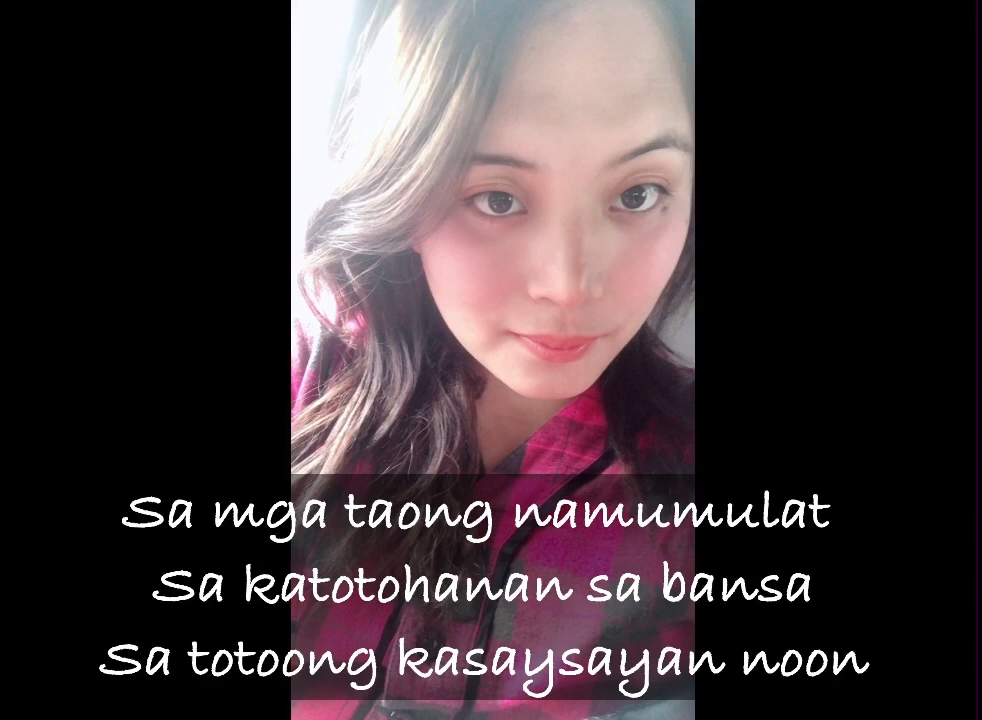 Sa mga taong namumulat
Sa katotohanan sa bansa
Sa totoong kasaysayan noon